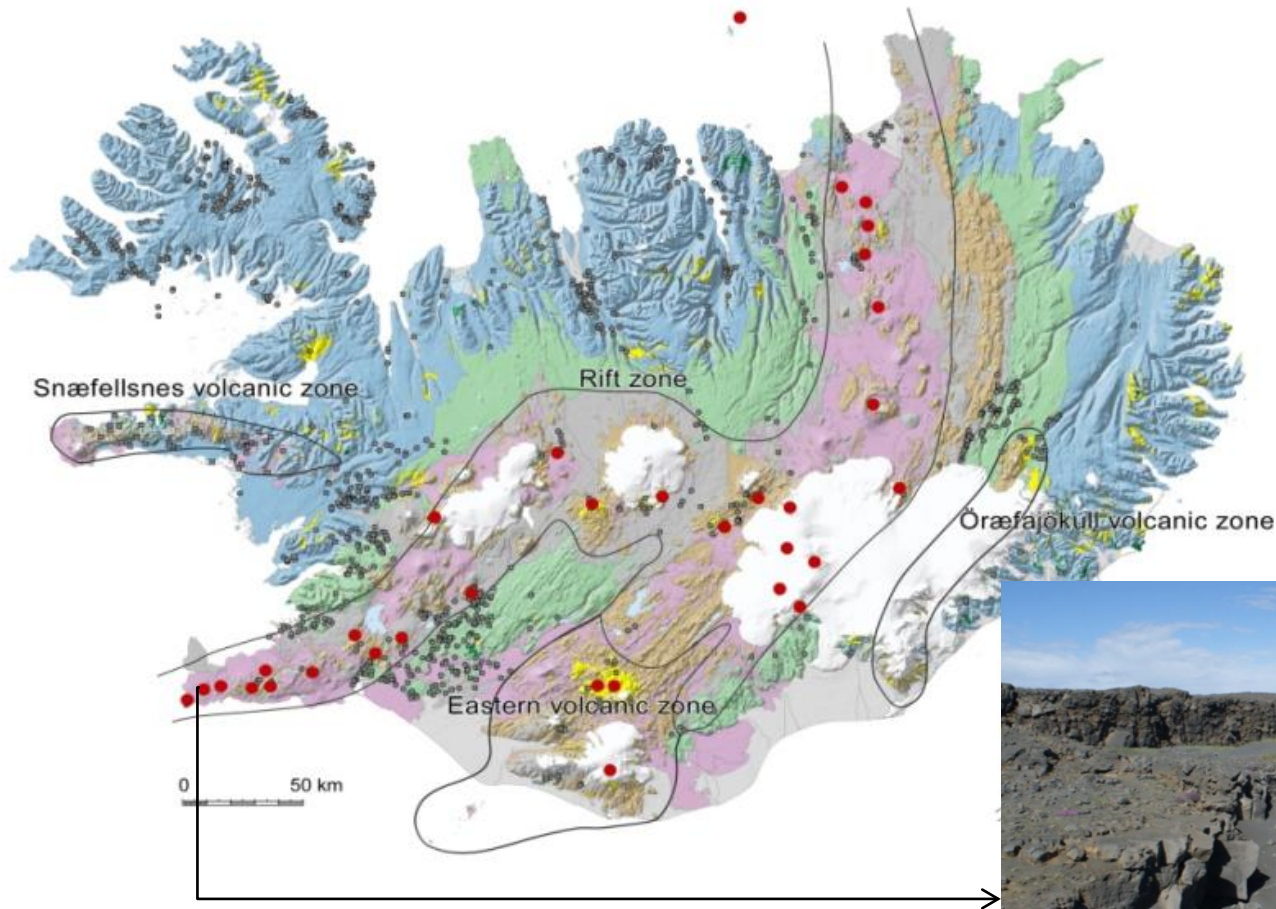 Snæfellsnes volcanic zone
Rift zone
Öræfajökull volcanic zone
Eastern volcanic zone
0 50 km